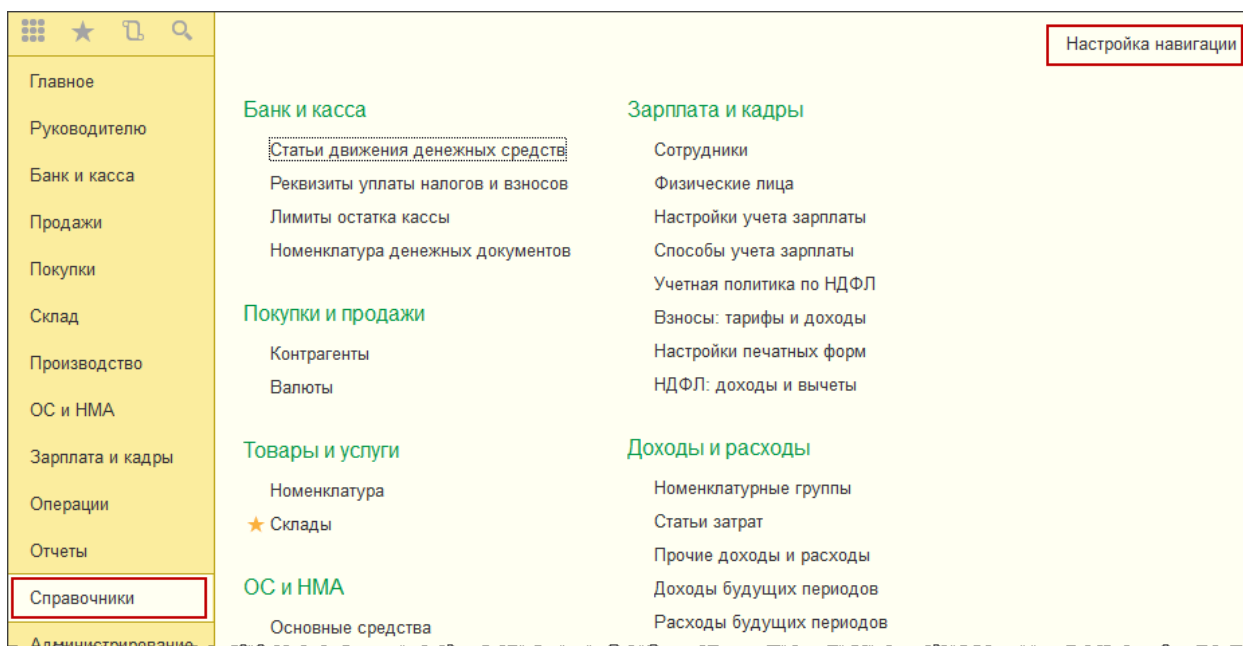 Настройка навигации
Главное
Руководителю
Банк и касса
Продажи
Покупки
Склад
Производство
ОС и НМА
Зарплата и кадры
Операции
Отчеты
Справочники
Администрирование
Банк и касса
Статьи движения денежных средств
Реквизиты уплаты налогов и взносов
Лимиты остатка кассы
Номенклатура денежных документов
Покупки и продажи
Контрагенты
Валюты
Товары и услуги
Номенклатура
Склады
ОС и НМА
Основные средства
Зарплата и кадры
Сотрудники
Физические лица
Настройки учета зарплаты
Способы учета зарплаты
Учетная политика по НДФЛ
Взносы: тарифы и доходы
Настройки печатных форм
НДФЛ: доходы и вычеты
Доходы и расходы
Номенклатурные группы
Статьи затрат
Прочие доходы и расходы
Доходы будущих периодов
Расходы будущих периодов